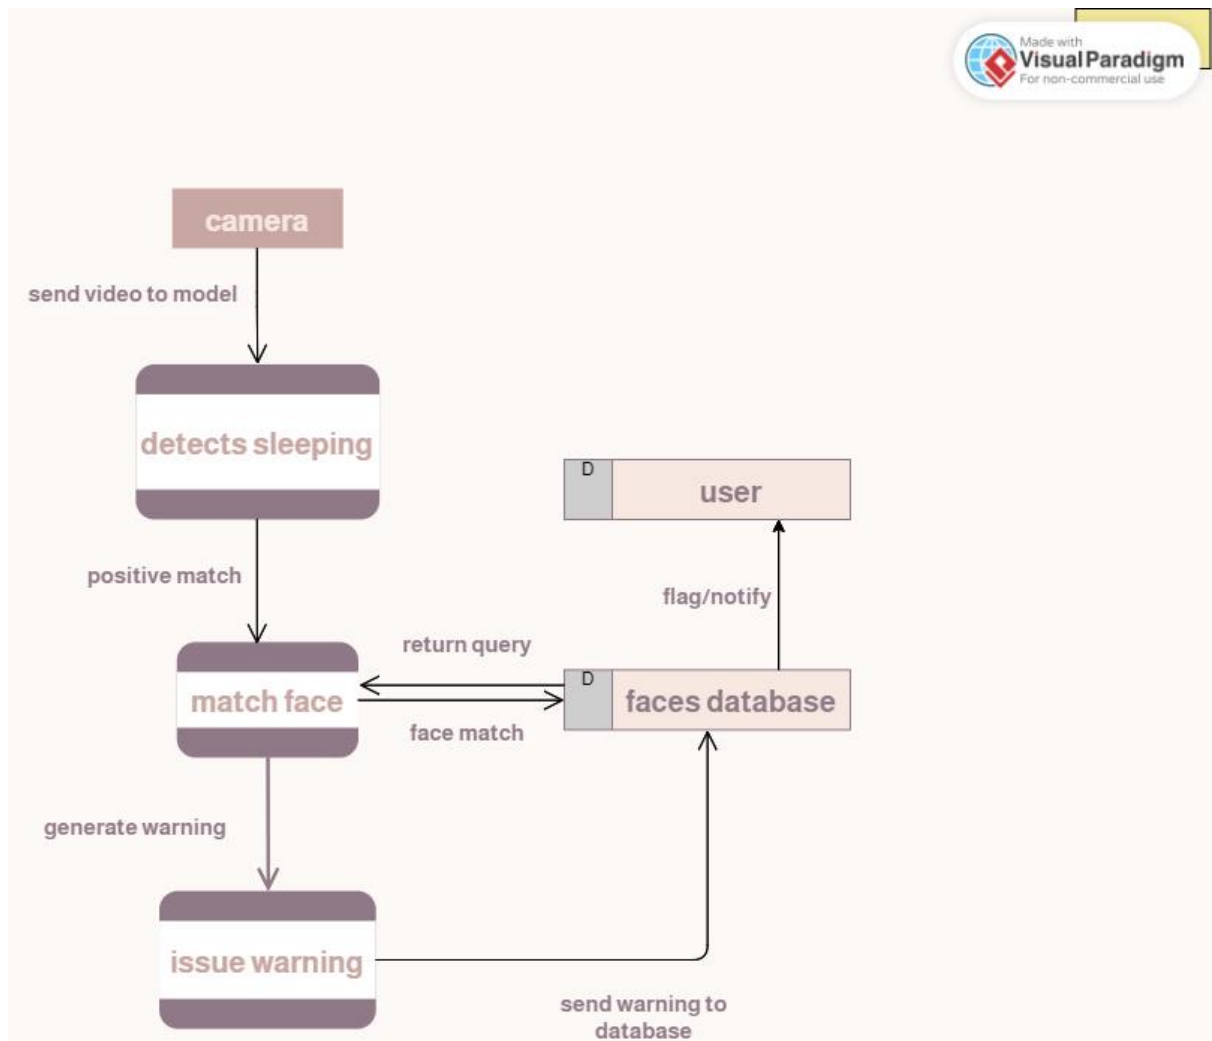 Made with
Visual Paradigm
For non-commercial use
camera
send video to model
detects sleeping
D
user
positive match
flag/notify
return query
D
match face
faces database
face match
generate warning
issue warning
send warning to
database